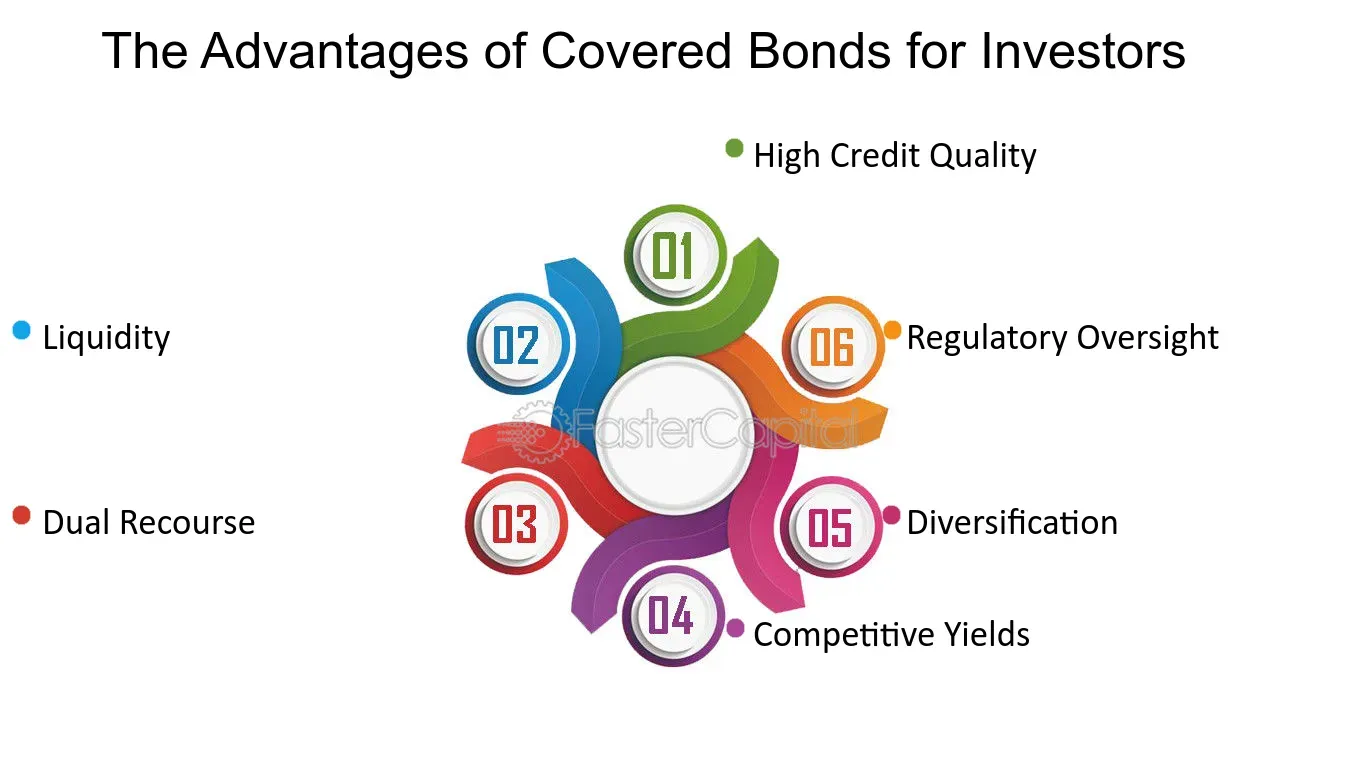 The Advantages of Covered Bonds for Investors
High Credit Quality
01
02
06
Liquidity
Regulatory Oversight
FasterCapital
03
05
Dual Recourse
Diversification
04
Competitive Yields